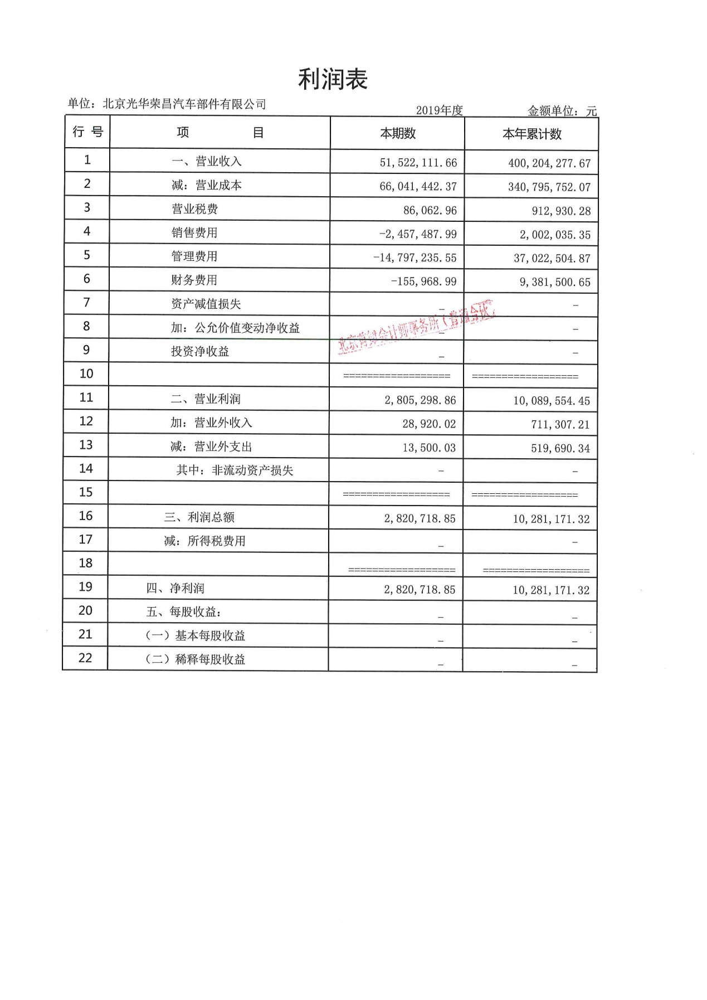 利润表
单位：北京光华荣昌汽车部件有限公司 2019年度 金额单位：元
行 号 项 目 本期数 本年累计数
1 一、营业收入 51,522,111.66 400,204,277.67
2 减：营业成本 66,041,442.37 340,795,752.07
3 营业税费 86,062.96 912,930.28
4 销售费用 -2,457,487.99 2,002,035.35
5 管理费用 -14,797,235.55 37,022,504.87
6 财务费用 -155,968.99 9,381,500.65
7 资产减值损失 - -
8 加：公允价值变动净收益 - -
北京 会计师事务所（普通合伙）
9 投资净收益 - -
10 ================== ==================
11 二、营业利润 2,805,298.86 10,089,554.45
12 加：营业外收入 28,920.02 711,307.21
13 减：营业外支出 13,500.03 519,690.34
14 其中：非流动资产损失 - -
15 ================== ==================
16 三、利润总额 2,820,718.85 10,281,171.32
17 减：所得税费用 - -
18 ================== ==================
19 四、净利润 2,820,718.85 10,281,171.32
20 五、每股收益： - -
21 （一）基本每股收益 - -
22 （二）稀释每股收益 - -